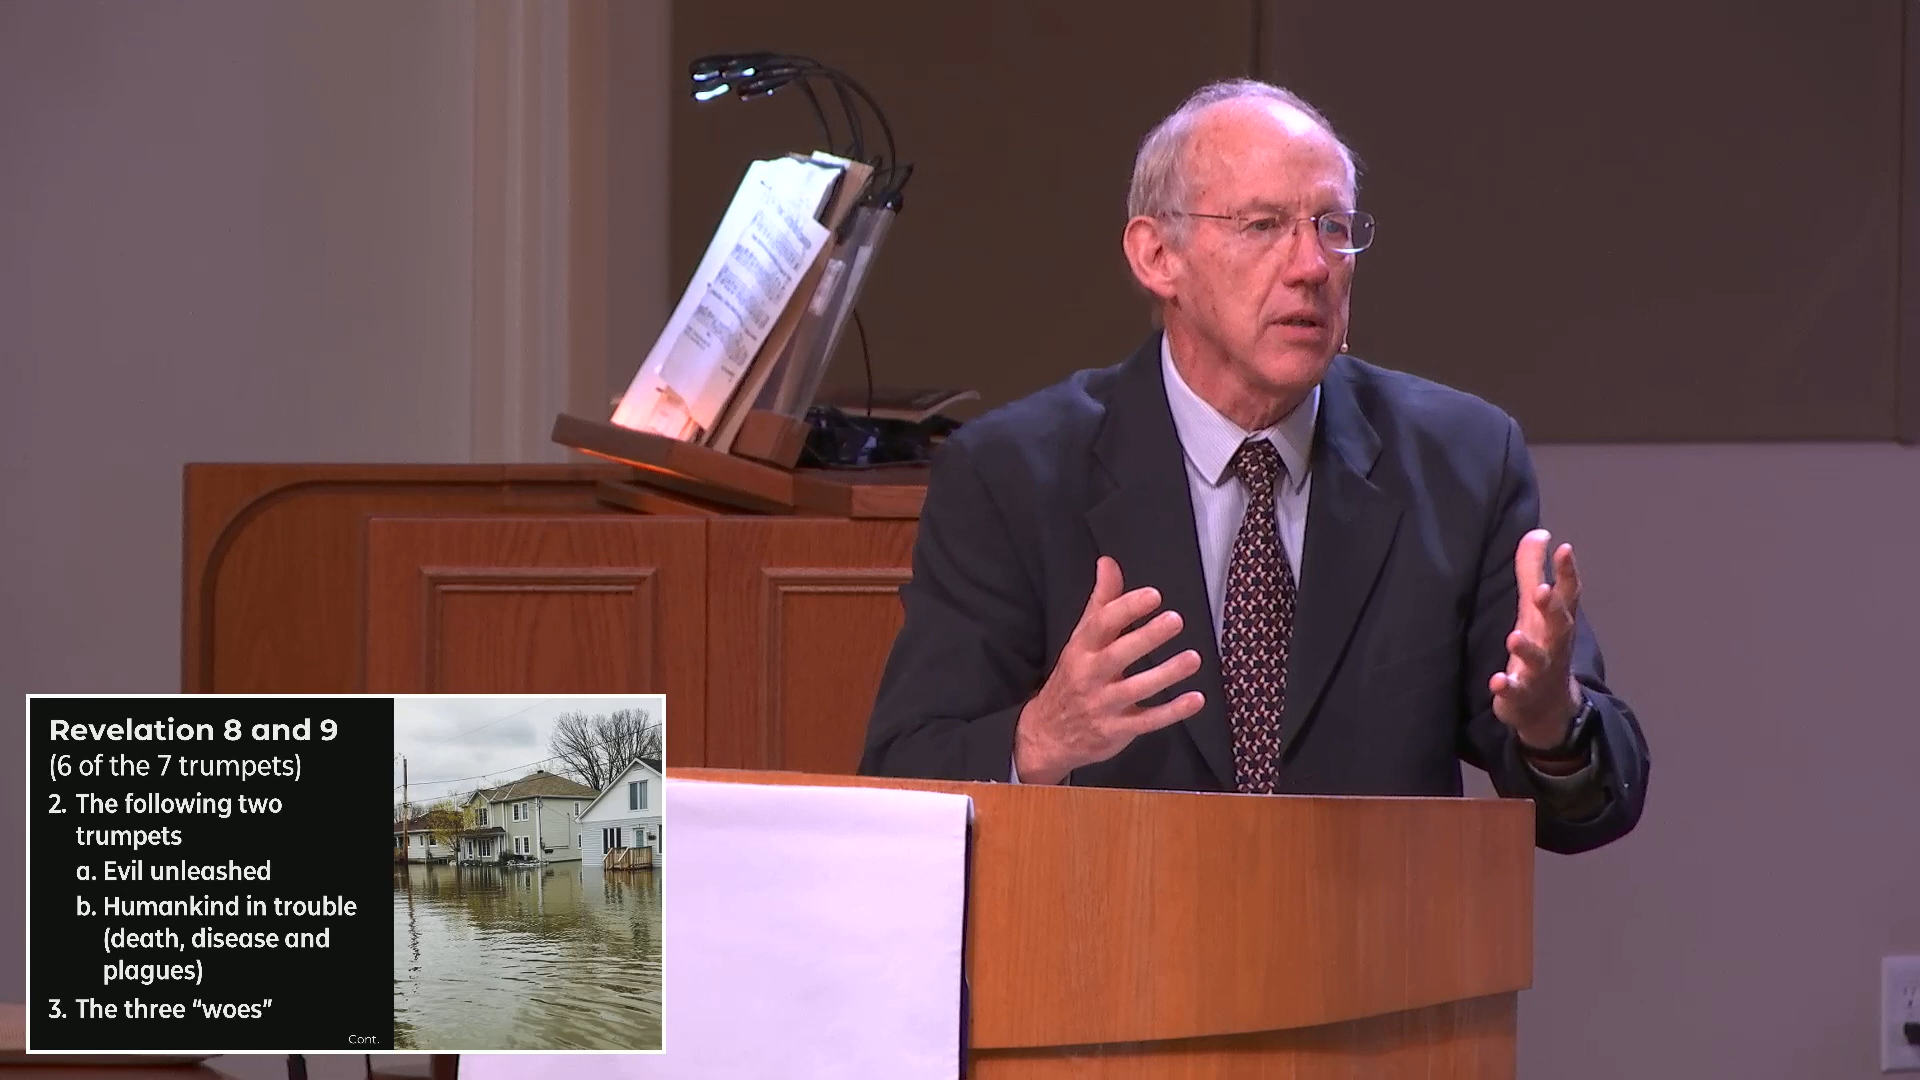 Revelation 8 and 9
(6 of the 7 trumpets)
2. The following two
trumpets
a. Evil unleashed
b. Humankind in trouble
(death, disease and
plagues)
3. The three “woes”
Cont.